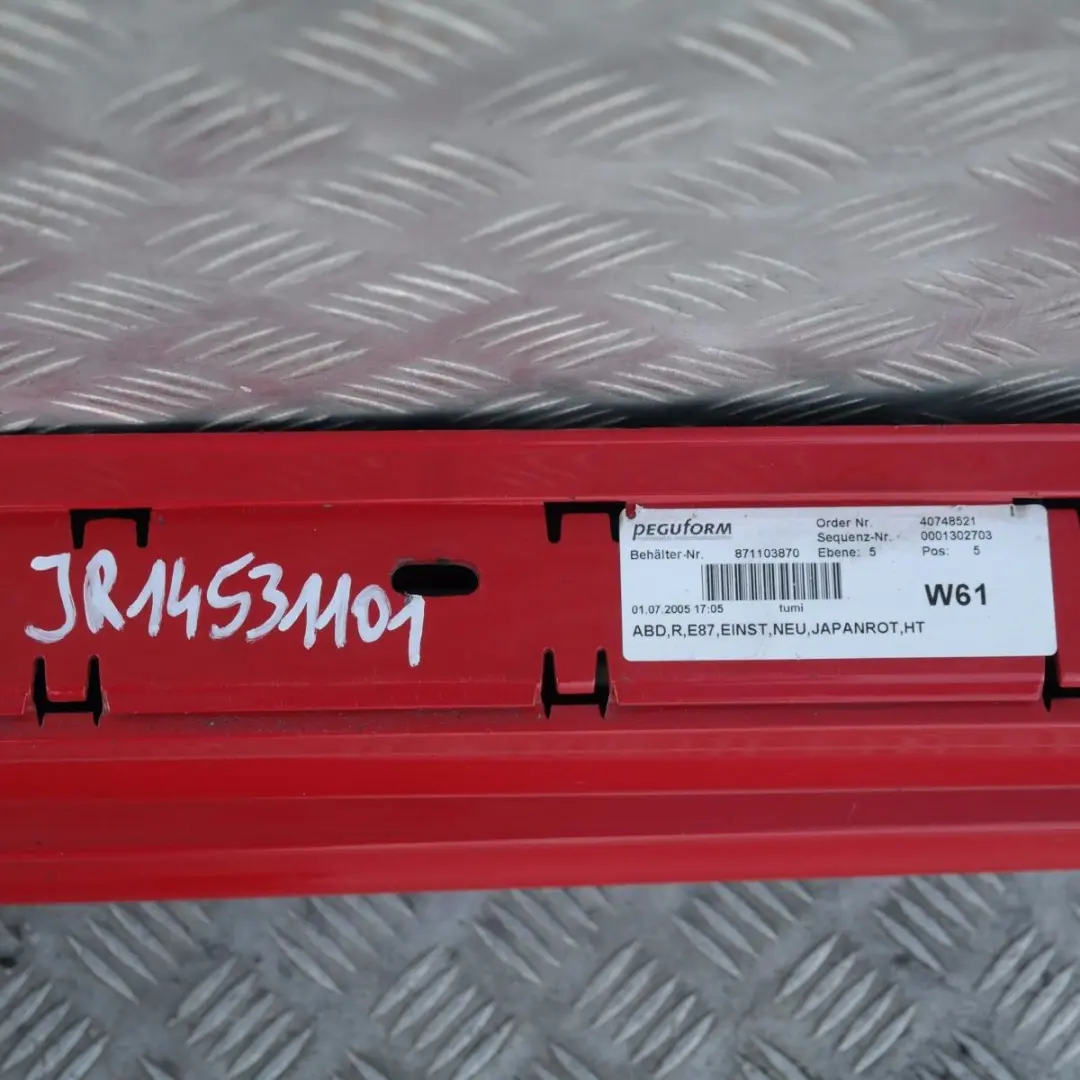 JR14531101
PEGUFORM
Order Nr. 40748521
Sequenz-Nr. 0001302703
Behälter-Nr. 871103870 Ebene: 5 Pos: 5
W61
01.07.2005 17:05 tumi
ABD,R,E87,EINST,NEU,JAPANROT,HT